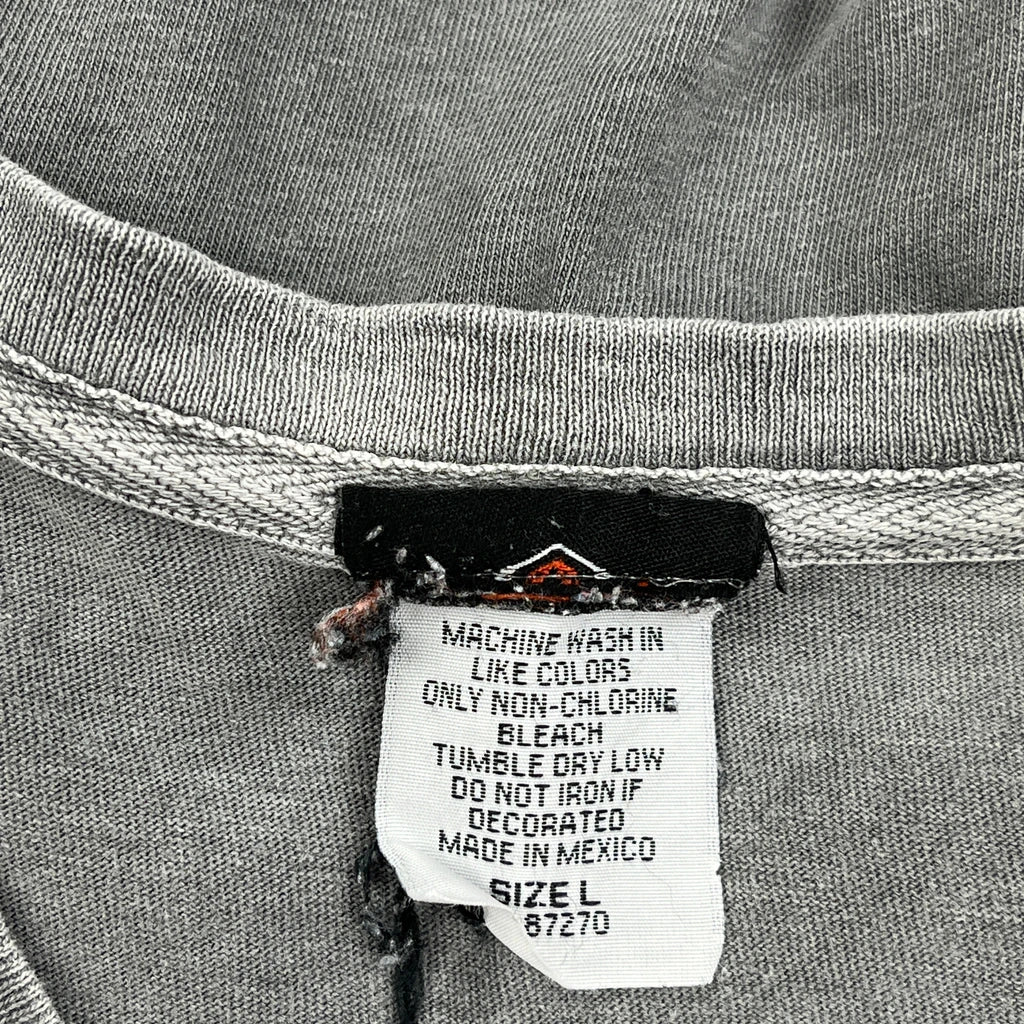 MACHINE WASH IN
LIKE COLORS
ONLY NON-CHLORINE
BLEACH
TUMBLE DRY LOW
DO NOT IRON IF
DECORATED
MADE IN MEXICO
SIZE L
87270